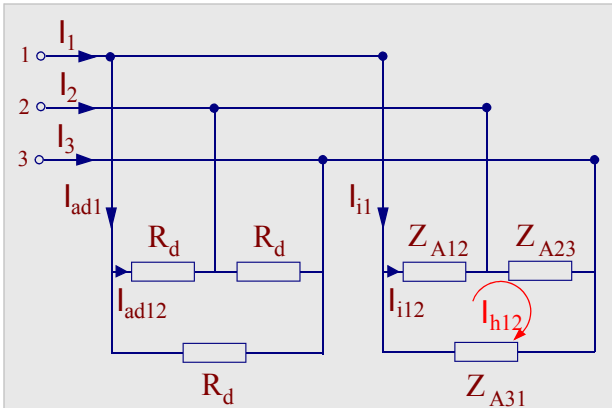 I1
1
I2
2
I3
3
Iad1
Ii1
Rd Rd ZA12 ZA23
Iad12
Ii12
Ih12
Rd
ZA31